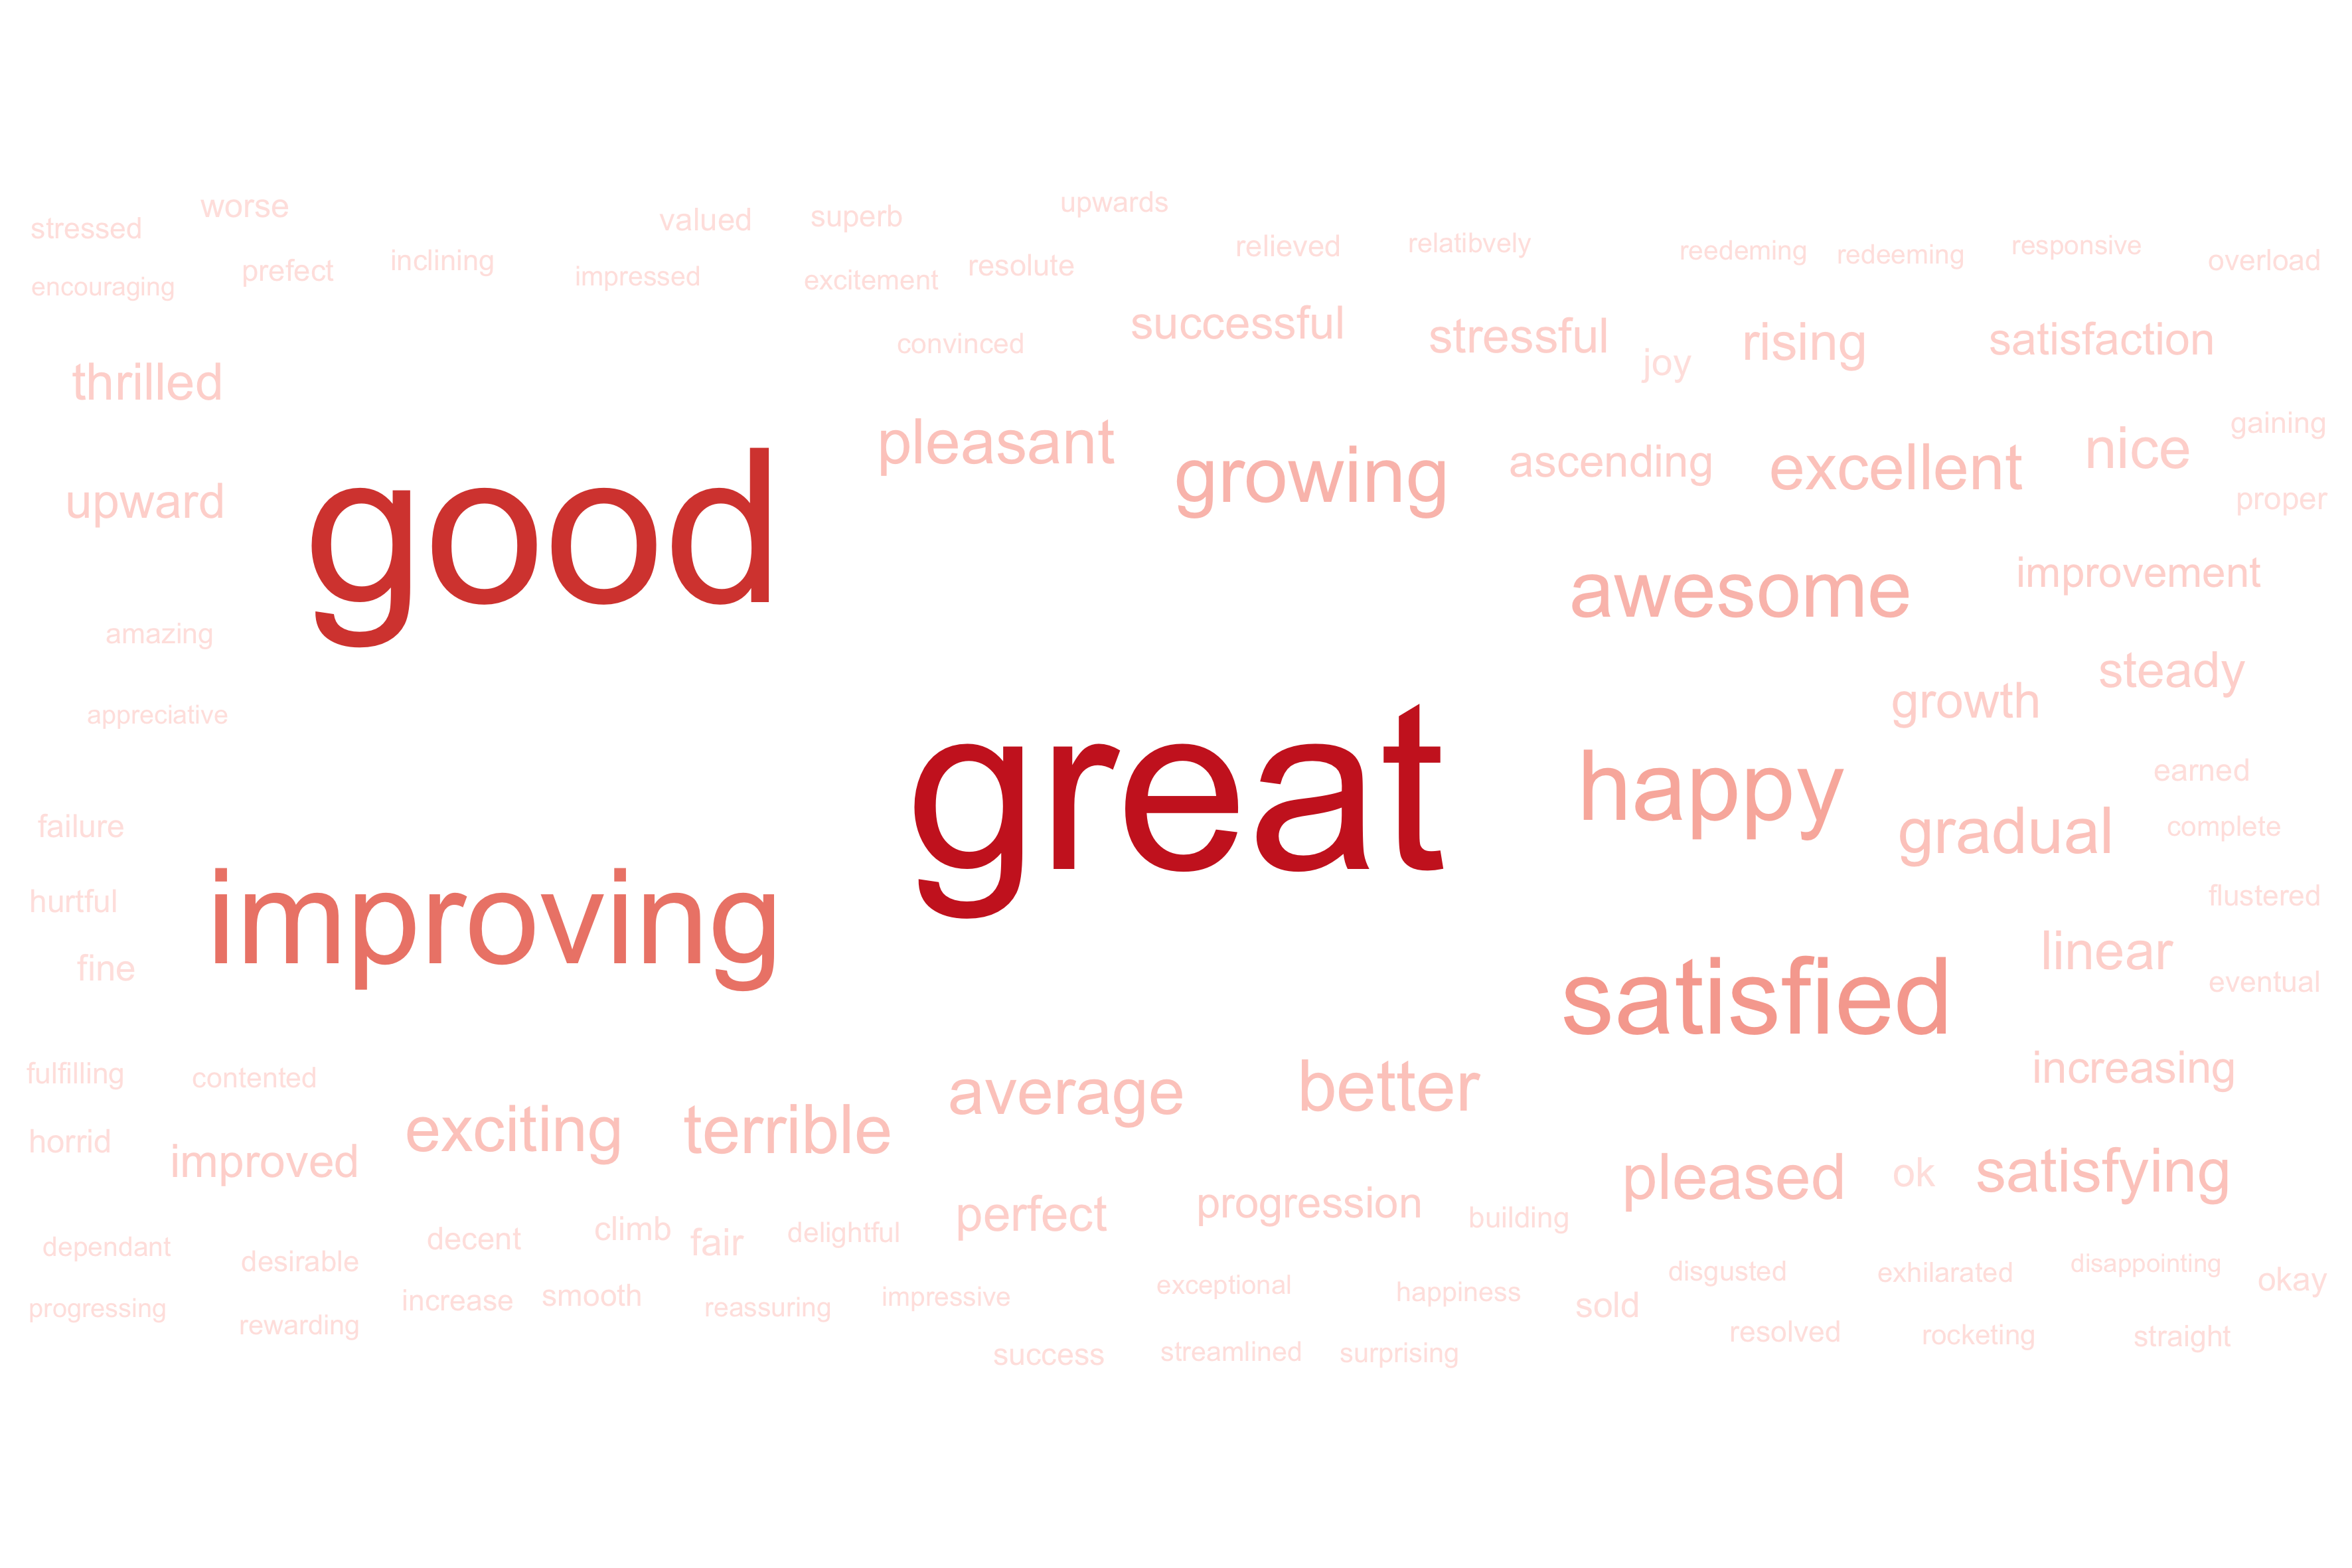 upwards
worse
valued
superb
stressed
relieved
relatibvely
reedeming
redeeming
responsive
overload
inclining
resolute
prefect
impressed
excitement
encouraging
successful
stressful
rising
satisfaction
convinced
joy
thrilled
gaining
pleasant
growing
ascending
excellent
nice
upward
proper
good
awesome
improvement
amazing
steady
growth
appreciative
earned
great
happy
gradual
complete
failure
flustered
hurtful
improving
linear
fine
satisfied
eventual
fulfilling
contented
average
better
increasing
horrid
improved
exciting
terrible
pleased
ok
satisfying
perfect
progression
building
climb
fair
delightful
decent
dependant
desirable
disgusted
exhilarated
disappointing
okay
exceptional
happiness
increase
smooth
impressive
progressing
reassuring
sold
rewarding
resolved
rocketing
straight
success
streamlined
surprising